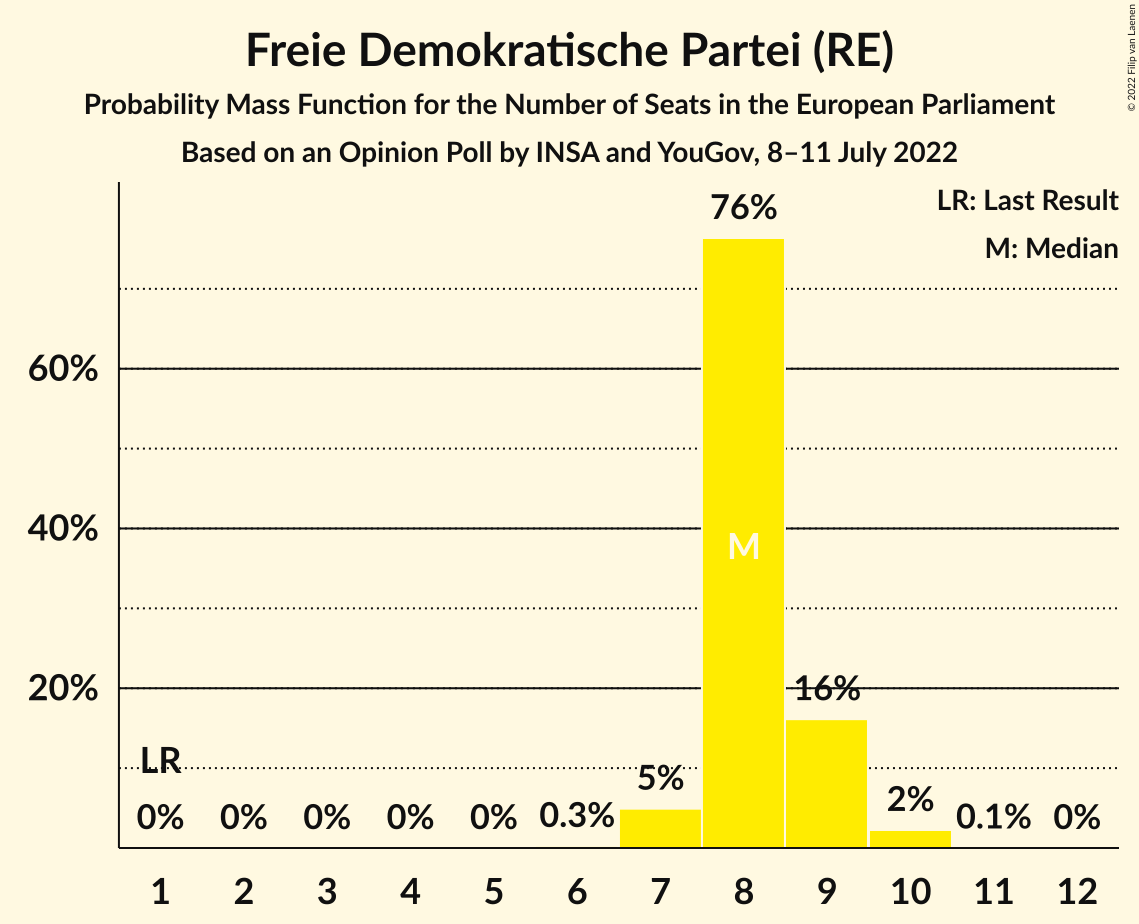 Freie Demokratische Partei (RE)
Probability Mass Function for the Number of Seats in the European Parliament
Based on an Opinion Poll by INSA and YouGov, 8–11 July 2022
© 2022 Filip van Laenen
LR: Last Result
M: Median
76%
60%
40%
M
20%
16%
LR
5%
2%
0% 0% 0% 0% 0% 0.3% 0.1% 0%
1 2 3 4 5 6 7 8 9 10 11 12